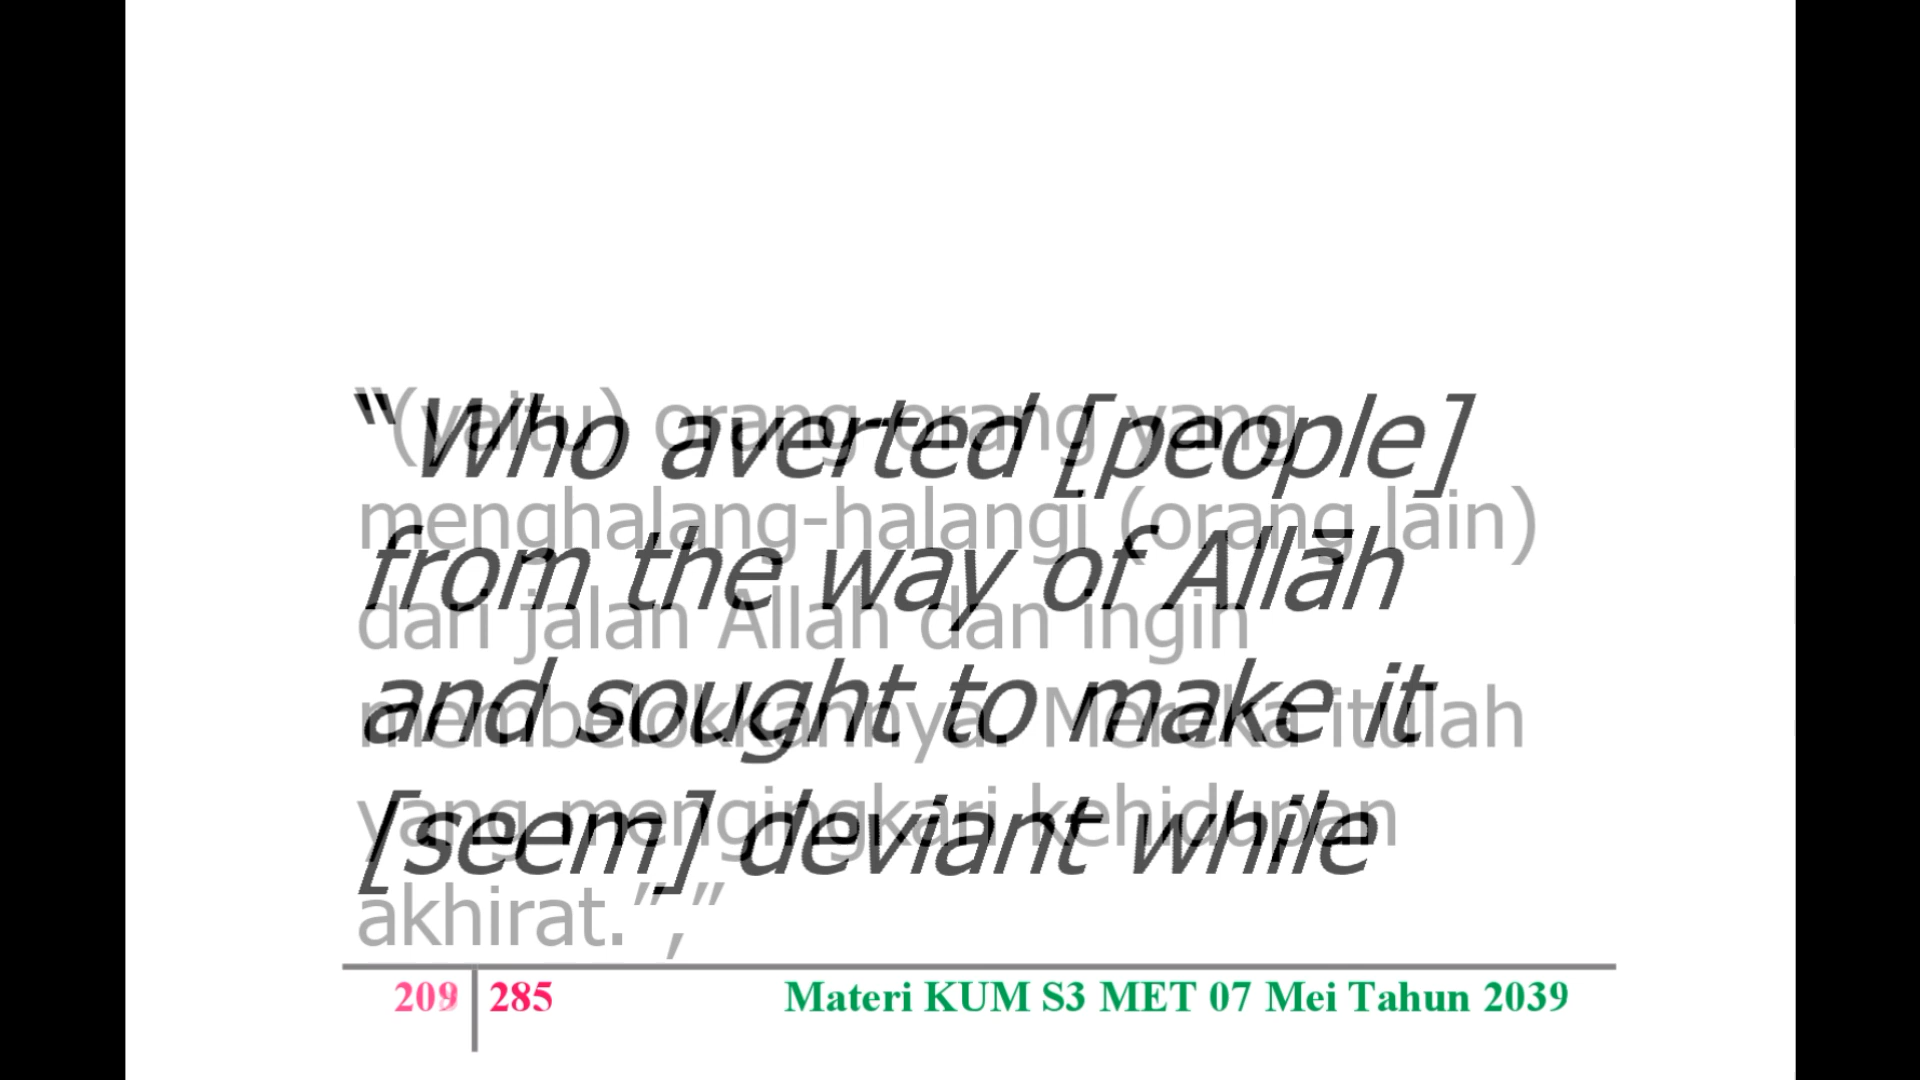 “(yaitu) orang-orang yang
menghalang-halangi (orang lain)
dari jalan Allah dan ingin
membelokkannya. Mereka itulah
yang mengingkari kehidupan
akhirat.”
“Who averted [people]
from the way of Allāh
and sought to make it
[seem] deviant while
,”
209 285 Materi KUM S3 MET 07 Mei Tahun 2039